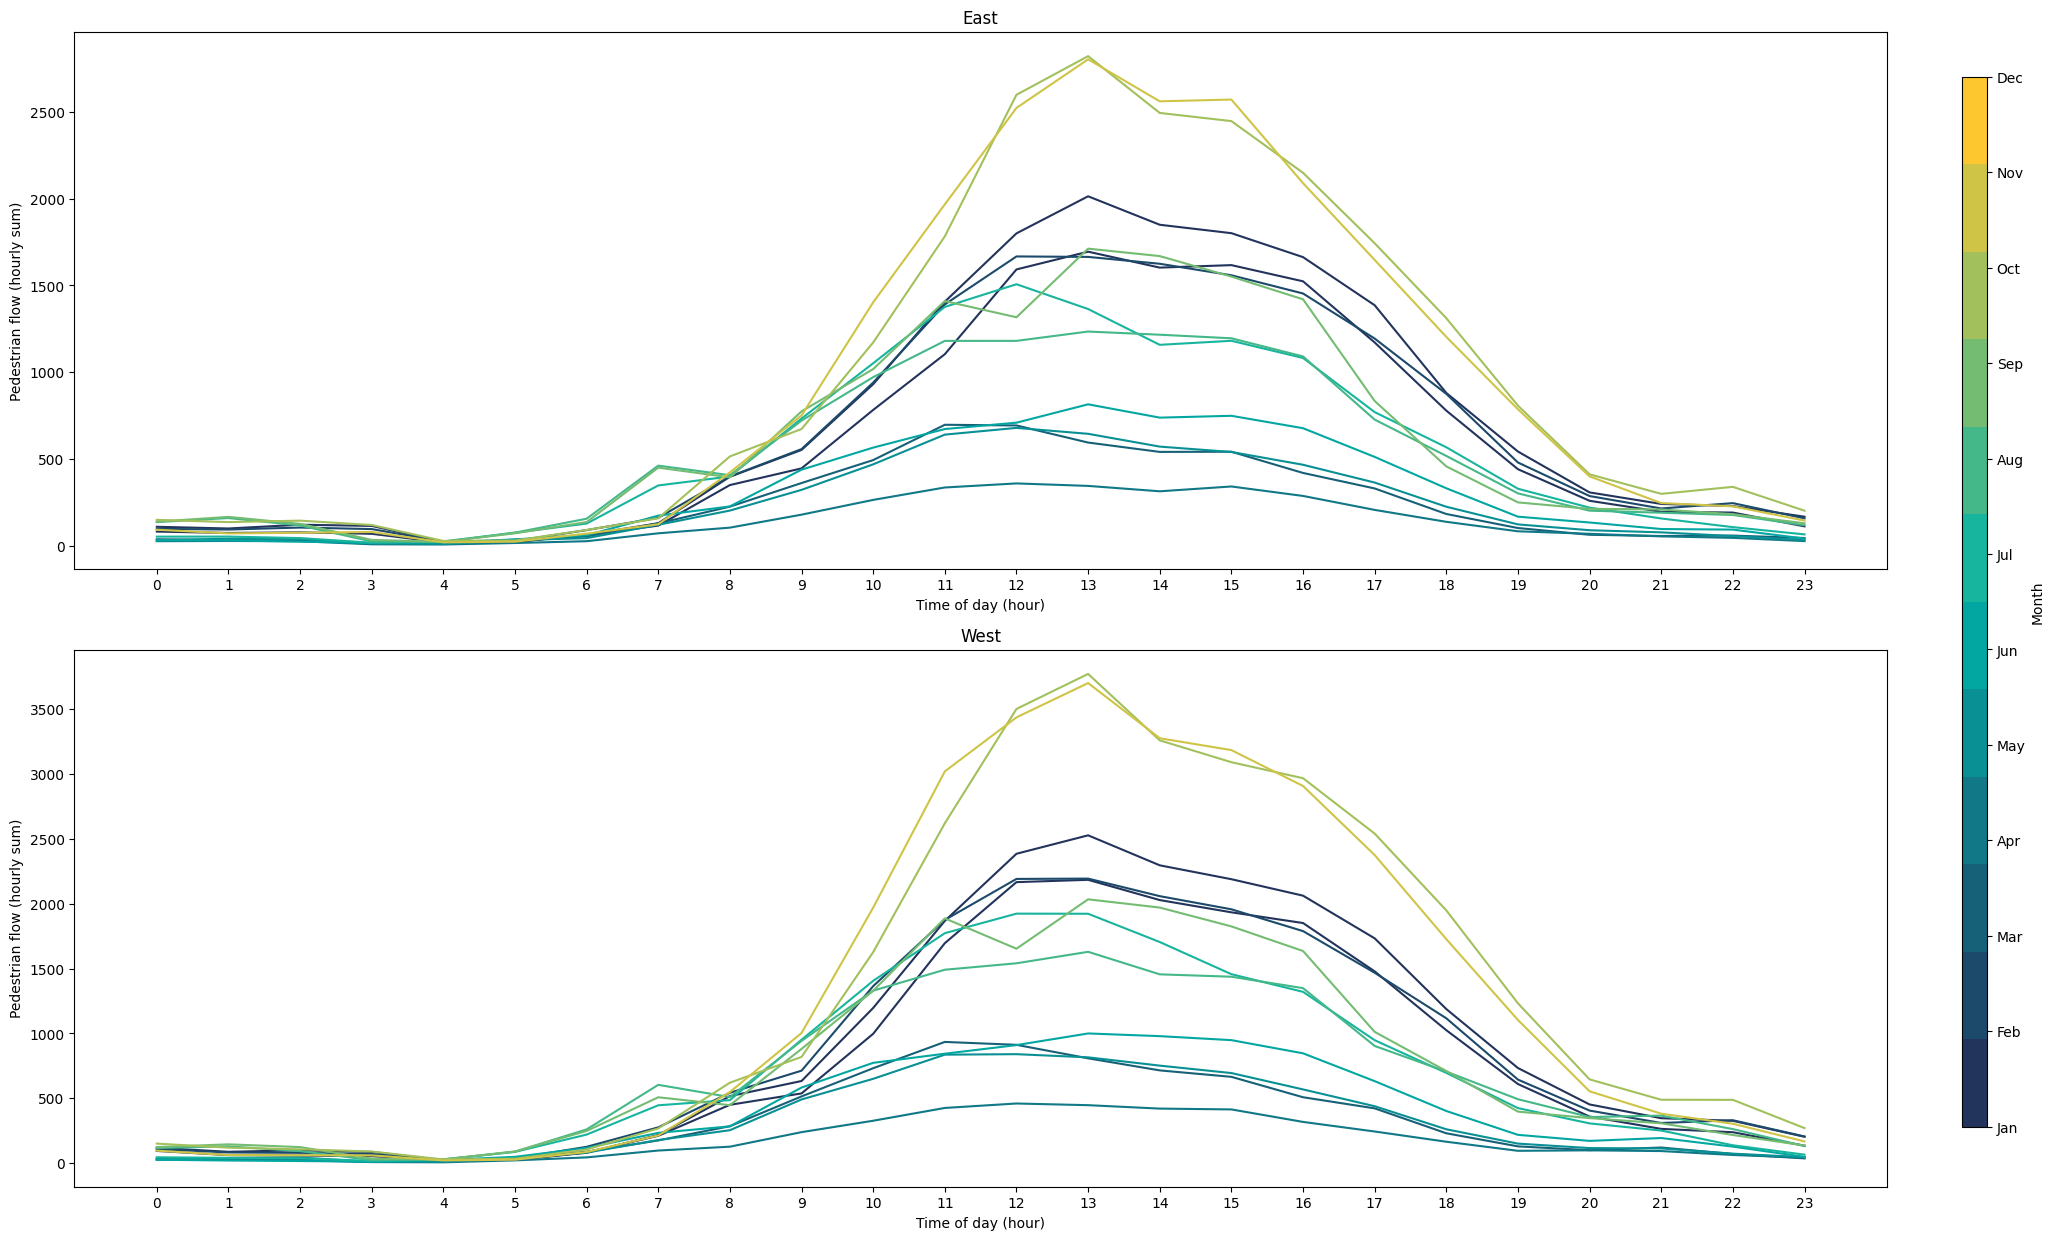 East
Pedestrian flow (hourly sum)
2500
2000
1500
1000
500
0
0 1 2 3 4 5 6 7 8 9 10 11 12 13 14 15 16 17 18 19 20 21 22 23
Time of day (hour)
West
Pedestrian flow (hourly sum)
3500
3000
2500
2000
1500
1000
500
0
0 1 2 3 4 5 6 7 8 9 10 11 12 13 14 15 16 17 18 19 20 21 22 23
Time of day (hour)
Dec
Nov
Oct
Sep
Aug
Jul
Jun
May
Apr
Mar
Feb
Jan
Month